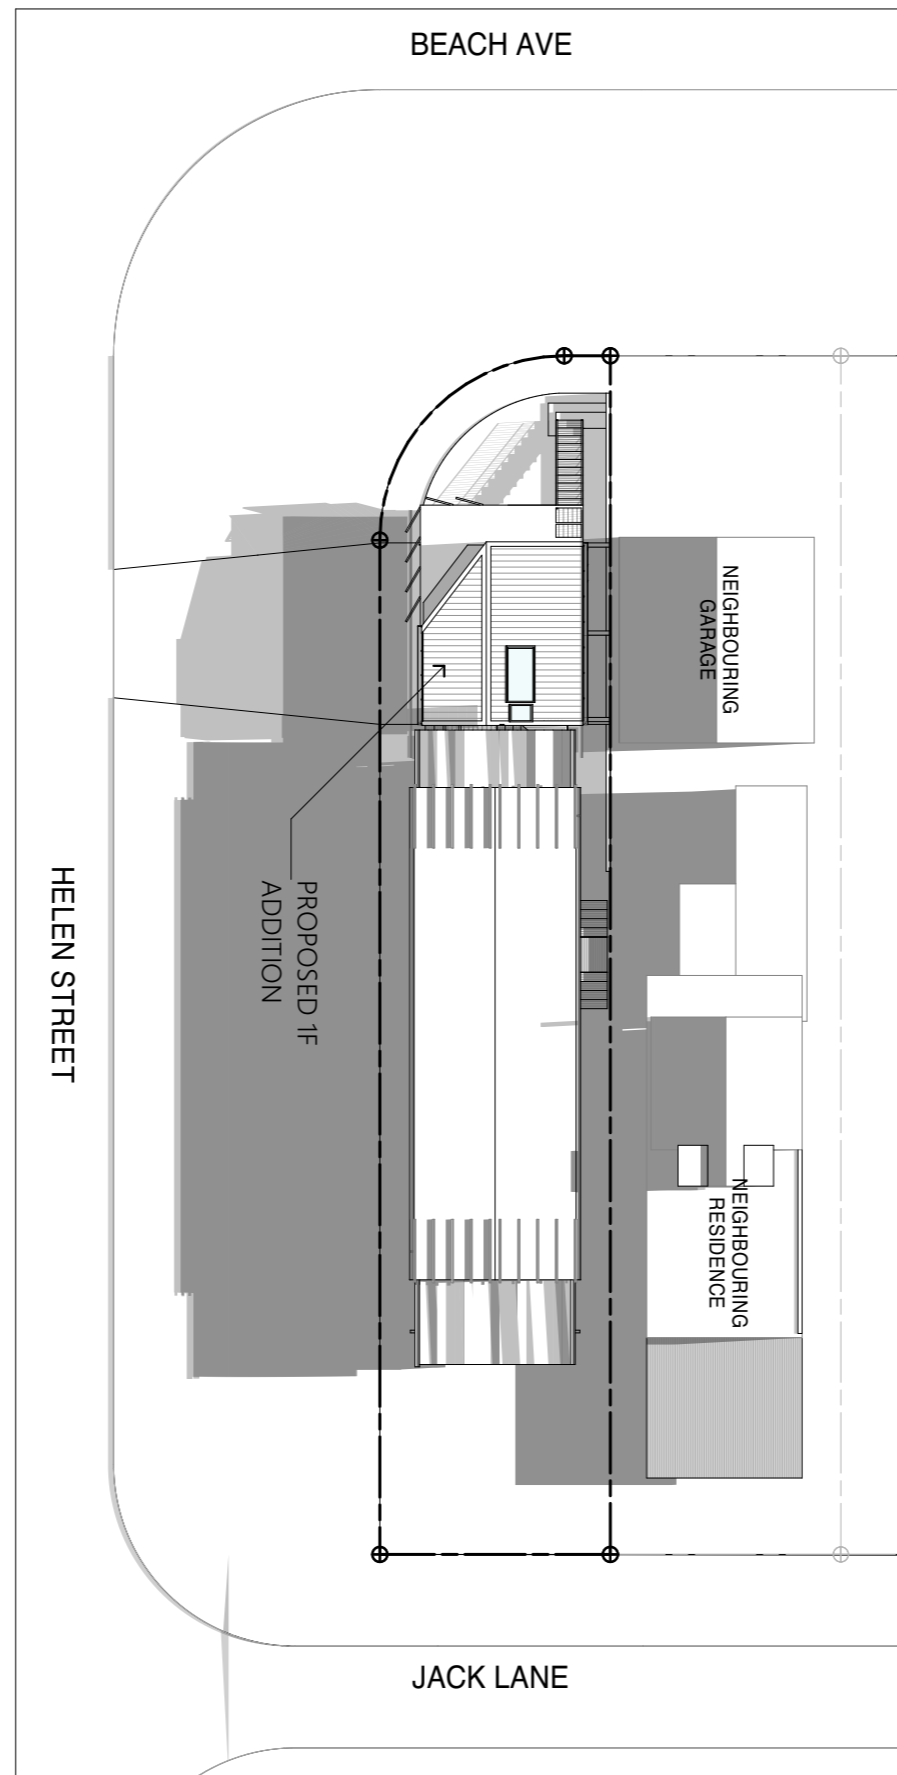 BEACH AVE
NEIGHBOURING
GARAGE
PROPOSED 1F
ADDITION
HELEN STREET
NEIGHBOURING
RESIDENCE
JACK LANE